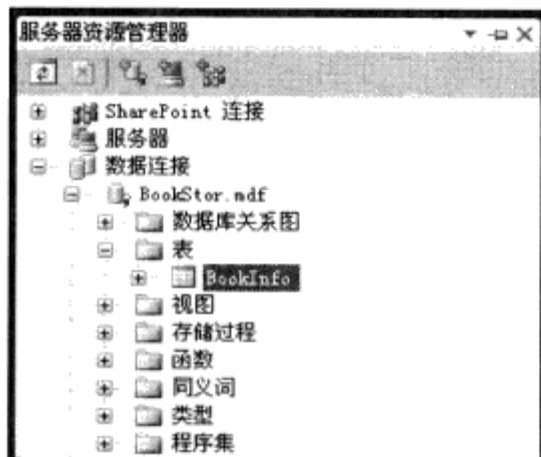 服务器资源管理器
SharePoint 连接
服务器
数据连接
BookStor.mdf
数据库关系图
表
BookInfo
视图
存储过程
函数
同义词
类型
程序集